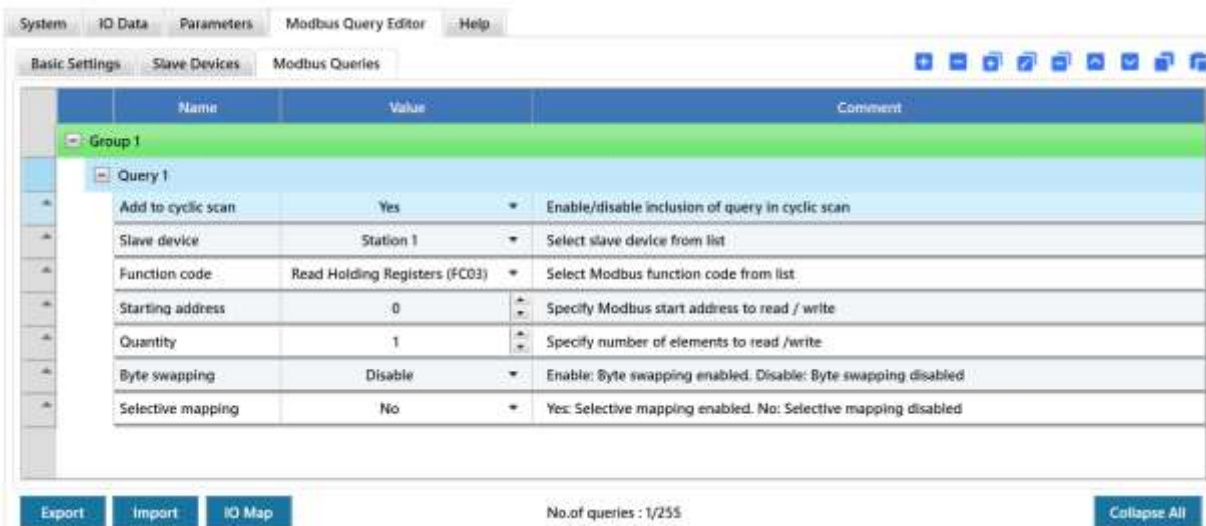 System IO Data Parameters Modbus Query Editor Help
Basic Settings Slave Devices Modbus Queries
Name Value Comment
Group 1
Query 1
Add to cyclic scan Yes Enable/disable inclusion of query in cyclic scan
Slave device Station 1 Select slave device from list
Function code Read Holding Registers (FC03) Select Modbus function code from list
Starting address 0 Specify Modbus start address to read / write
Quantity 1 Specify number of elements to read /write
Byte swapping Disable Enable: Byte swapping enabled. Disable: Byte swapping disabled
Selective mapping No Yes: Selective mapping enabled. No: Selective mapping disabled
Export Import IO Map No.of queries : 1/255 Collapse All